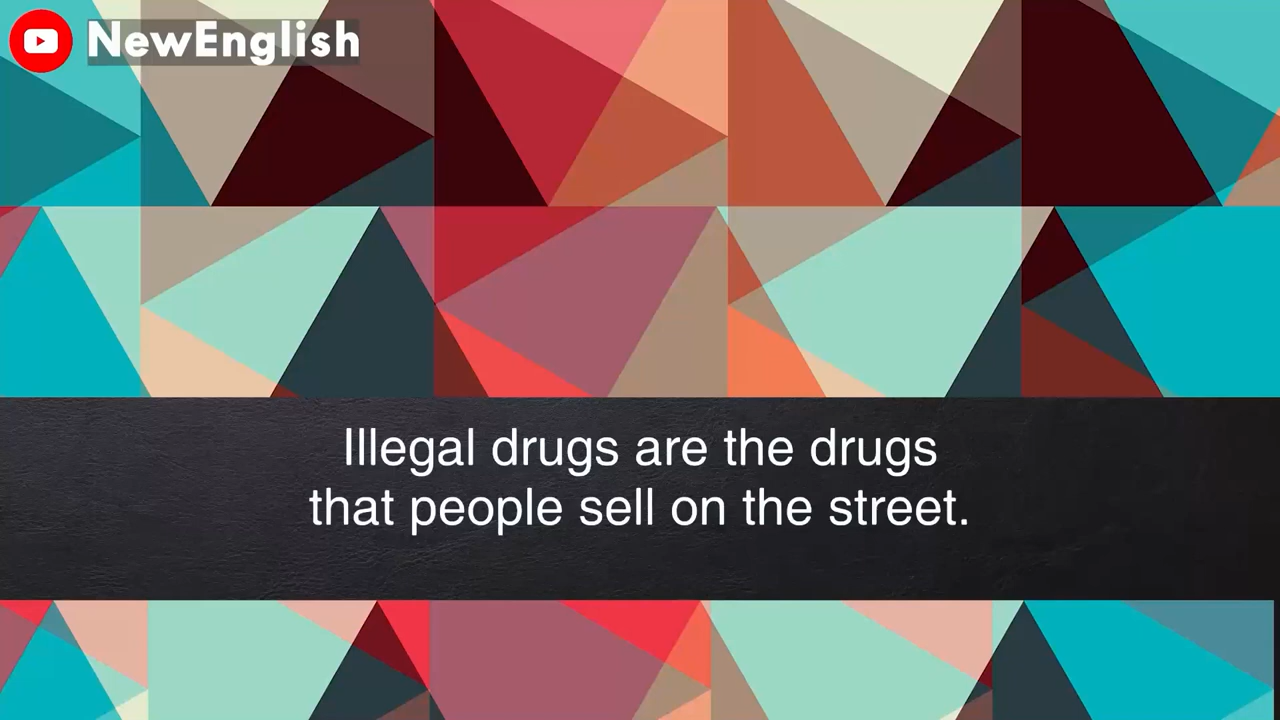 NewEnglish
Illegal drugs are the drugs
that people sell on the street.